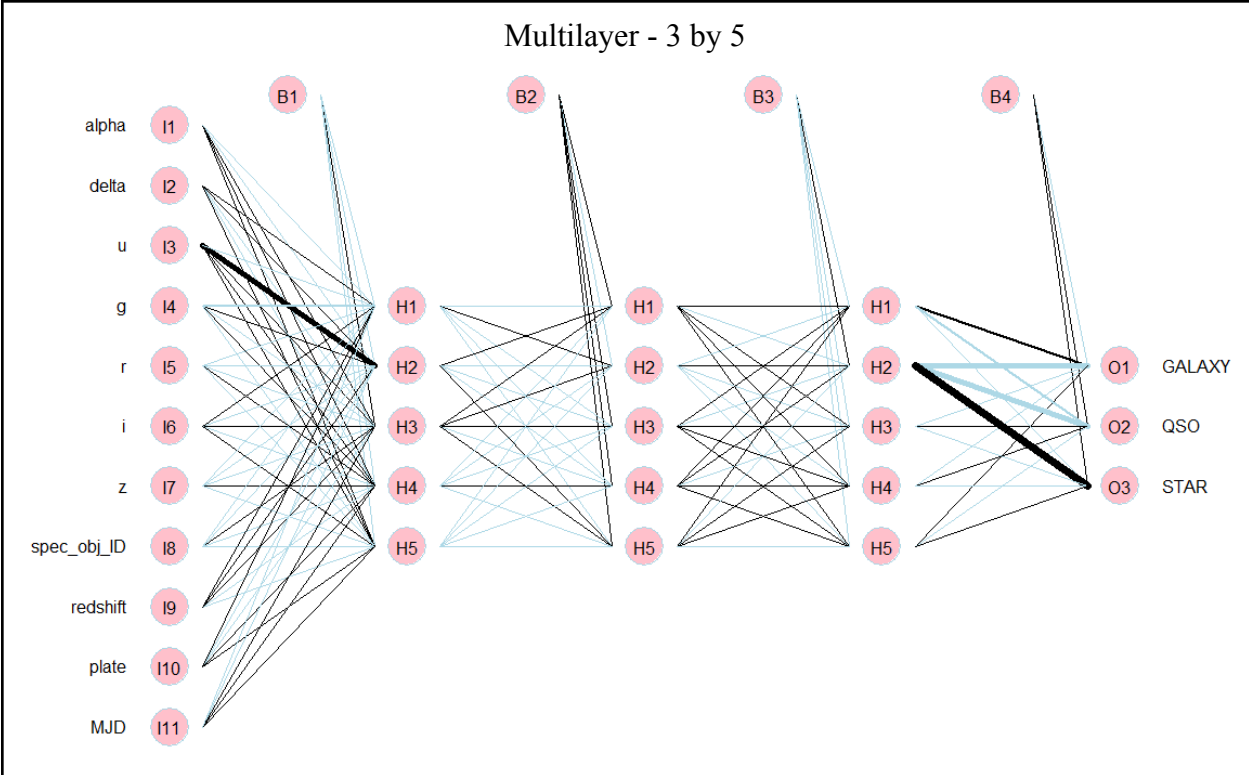 Multilayer - 3 by 5
B1 B2 B3 B4
alpha I1
delta I2
u I3
g I4 H1 H1 H1
r I5 H2 H2 H2 O1 GALAXY
i I6 H3 H3 H3 O2 QSO
z I7 H4 H4 H4 O3 STAR
spec_obj_ID I8 H5 H5 H5
redshift I9
plate I10
MJD I11